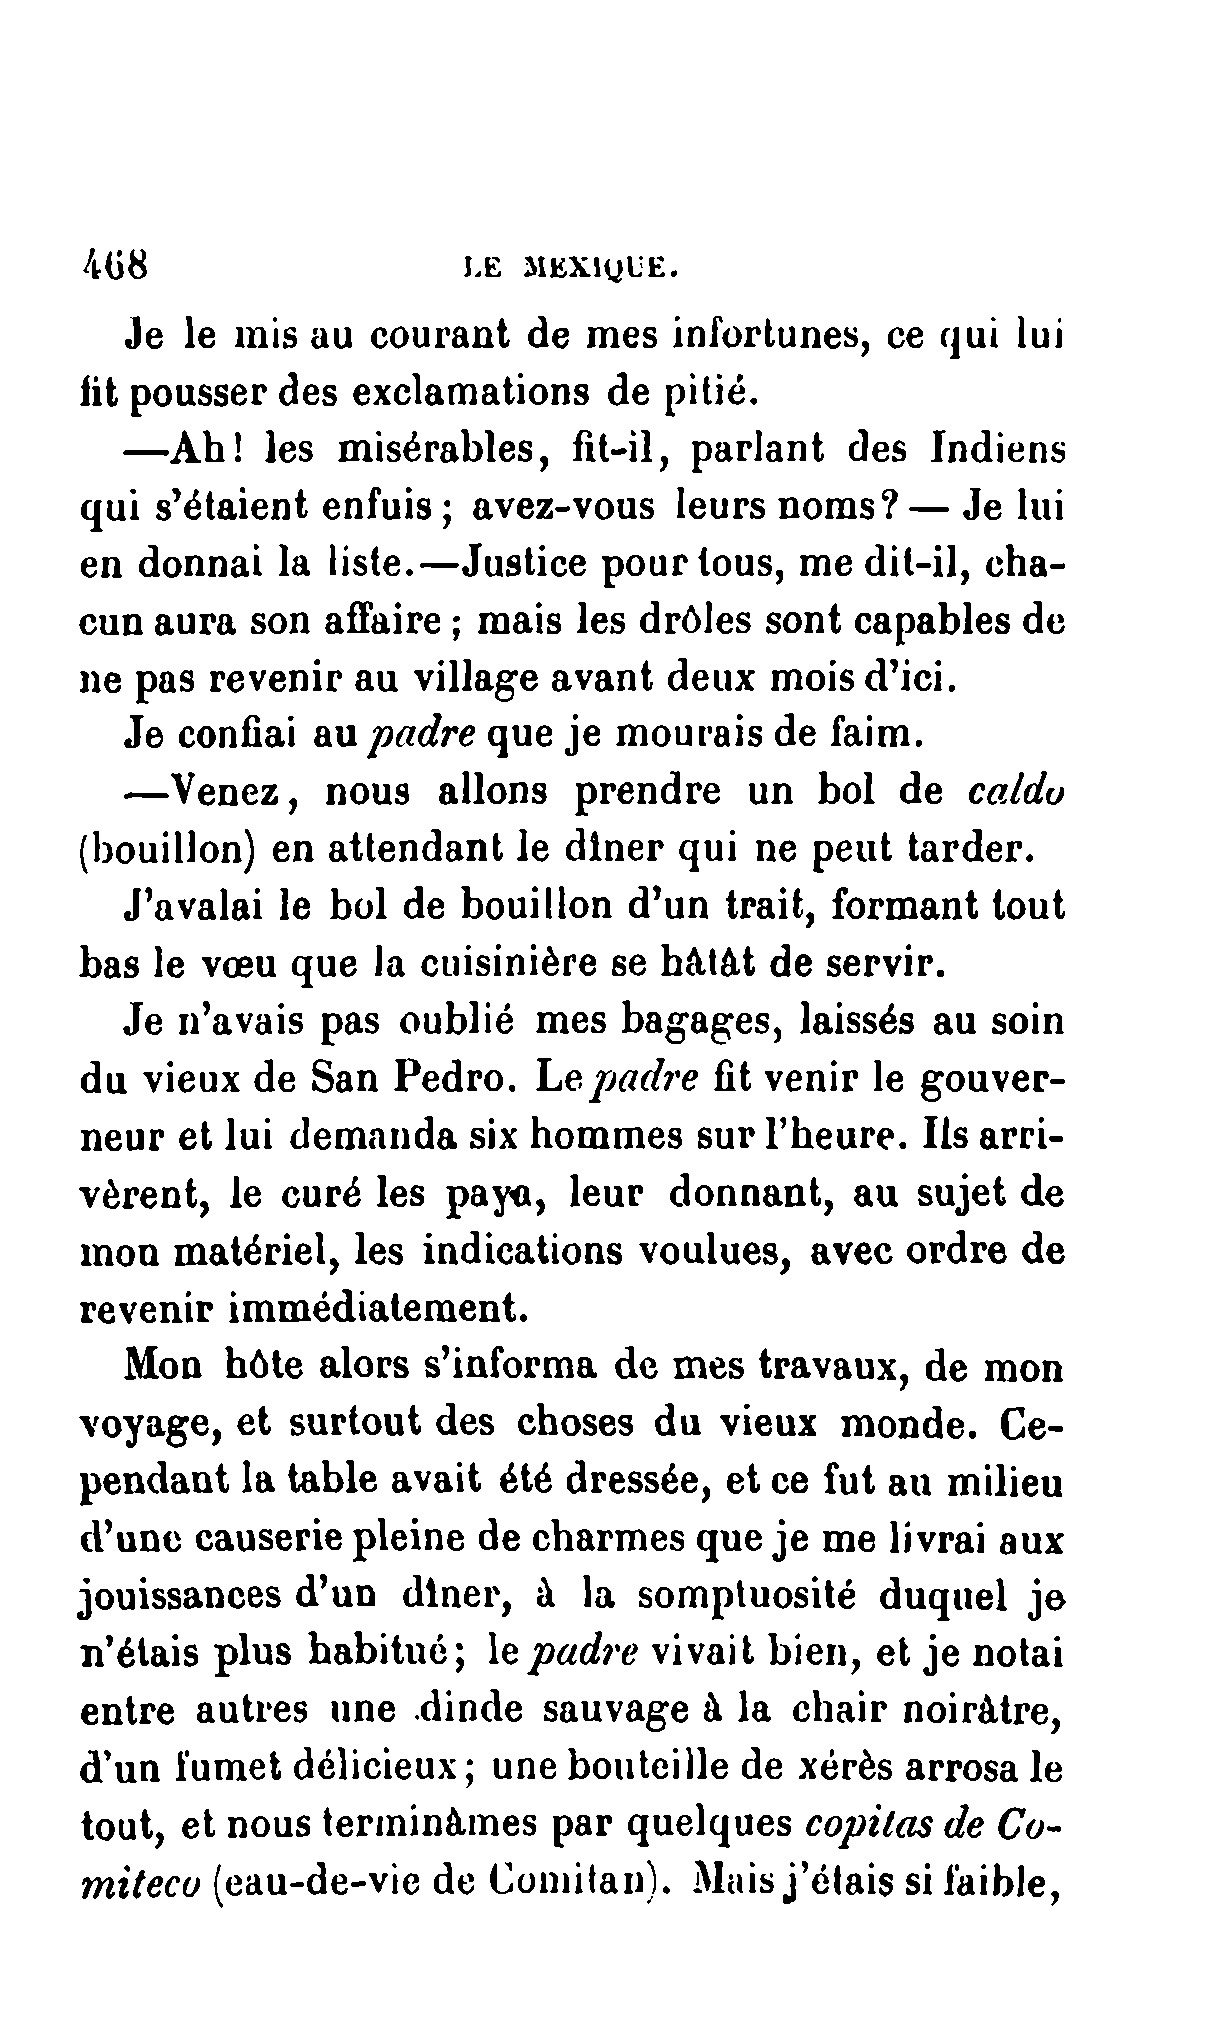 468 LE MEXIQUE.
Je le mis au courant de mes infortunes, ce qui lui
fit pousser des exclamations de pitié.
—Ah! les misérables, fit-il, parlant des Indiens
qui s'étaient enfuis; avez-vous leurs noms? — Je lui
en donnai la liste.—Justice pour tous, me dit-il, cha-
cun aura son affaire; mais les drôles sont capables de
ne pas revenir au village avant deux mois d'ici.
Je confiai au padre que je mourais de faim.
—Venez, nous allons prendre un bol de caldo
(bouillon) en attendant le dîner qui ne peut tarder.
J'avalai le bol de bouillon d'un trait, formant tout
bas le vœu que la cuisinière se hâtât de servir.
Je n'avais pas oublié mes bagages, laissés au soin
du vieux de San Pedro. Le padre fit venir le gouver-
neur et lui demanda six hommes sur l'heure. Ils arri-
vèrent, le curé les paya, leur donnant, au sujet de
mon matériel, les indications voulues, avec ordre de
revenir immédiatement.
Mon hôte alors s'informa de mes travaux, de mon
voyage, et surtout des choses du vieux monde. Ce-
pendant la table avait été dressée, et ce fut au milieu
d'une causerie pleine de charmes que je me livrai aux
jouissances d'un dîner, à la somptuosité duquel je
n'étais plus habitué; le padre vivait bien, et je notai
entre autres une dinde sauvage à la chair noirâtre,
d'un fumet délicieux; une bouteille de xérès arrosa le
tout, et nous terminâmes par quelques copitas de Co-
miteco (eau-de-vie de Comitan). Mais j'étais si faible,